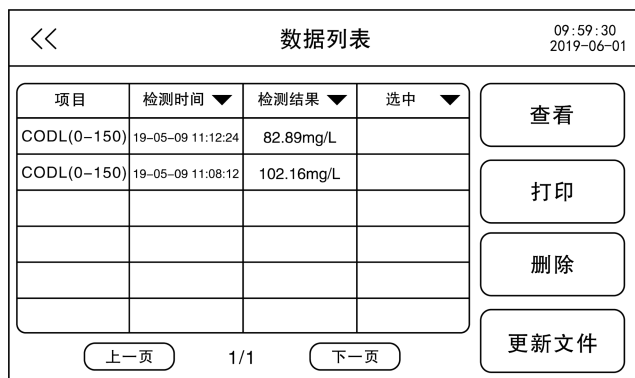 << 数据列表 09:59:30
2019-06-01
项目 检测时间 检测结果 选中
CODL(0-150) 19-05-09 11:12:24 82.89mg/L
CODL(0-150) 19-05-09 11:08:12 102.16mg/L
查看
打印
删除
更新文件
上一页 1/1 下一页